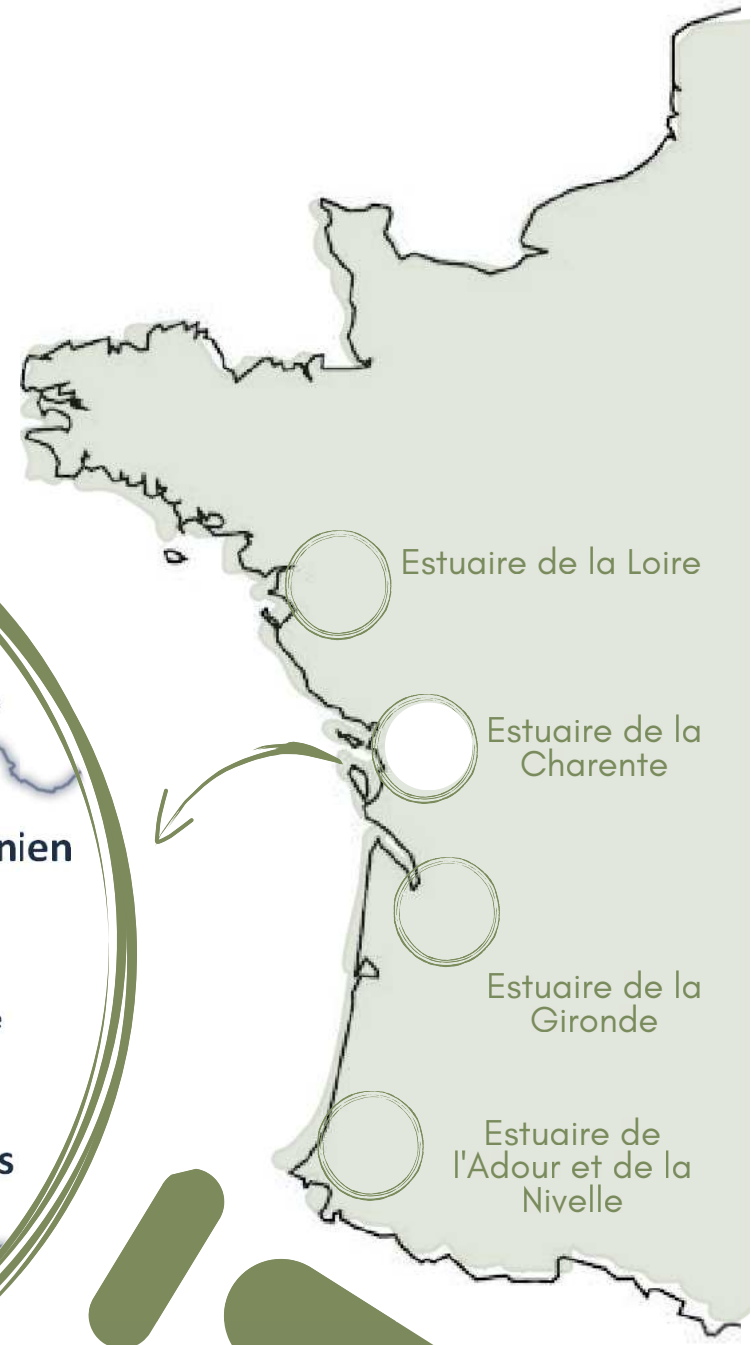 Estuaire de la Loire
Estuaire de la
Charente
nien
Estuaire de la
Gironde
Estuaire de
l'Adour et de la
Nivelle